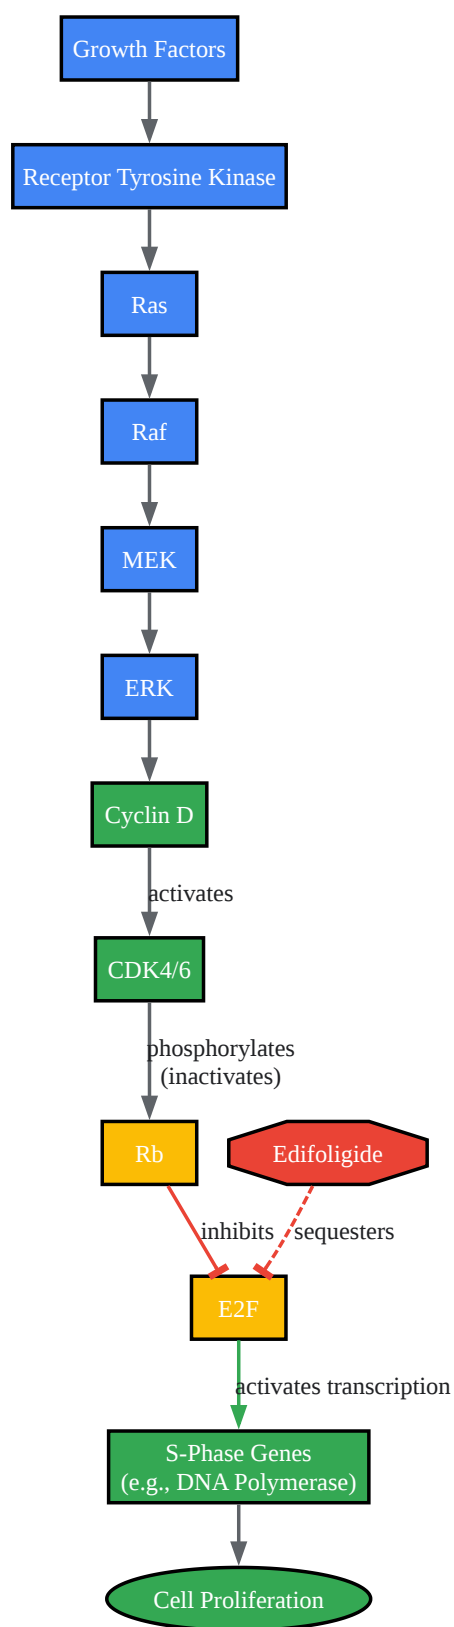 Growth Factors
Receptor Tyrosine Kinase
Ras
Raf
MEK
ERK
Cyclin D
activates
CDK4/6
phosphorylates
(inactivates)
Rb
Edifoligide
inhibits
sequesters
E2F
activates transcription
S-Phase Genes
(e.g., DNA Polymerase)
Cell Proliferation